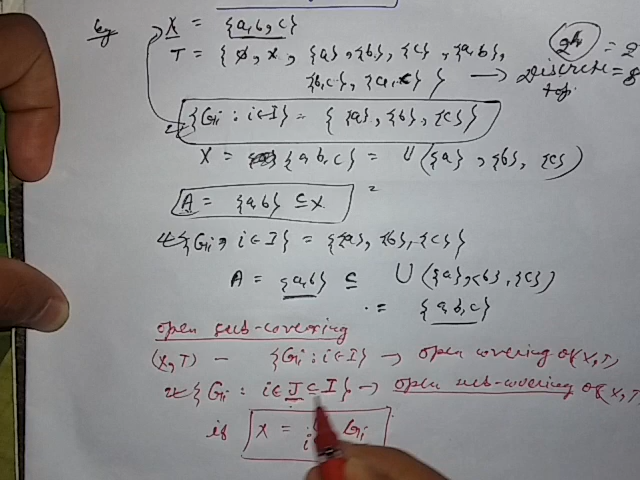 eg X = {a,b,c}
T = { ∅, X, {a}, {b}, {c}, {a,b},
{b,c}, {a,c} } → Discrete top.
2^n = 2 = 8
{Gi : i∈I} = { {a}, {b}, {c} }
X = {a,b,c} = ∪({a}, {b}, {c})
A = {a,b} ⊆ X
{Gi, i∈I} = {{a}, {b}, {c}}
A = {a,b} ⊆ ∪({a}, {b}, {c})
= {a,b,c}
open sub-covering
(X,T) - {Gi : i∈I} → open covering of X,T)
{Gi : i∈J⊂I} → open sub-covering of (X,T
if X = ∪ Gi
i